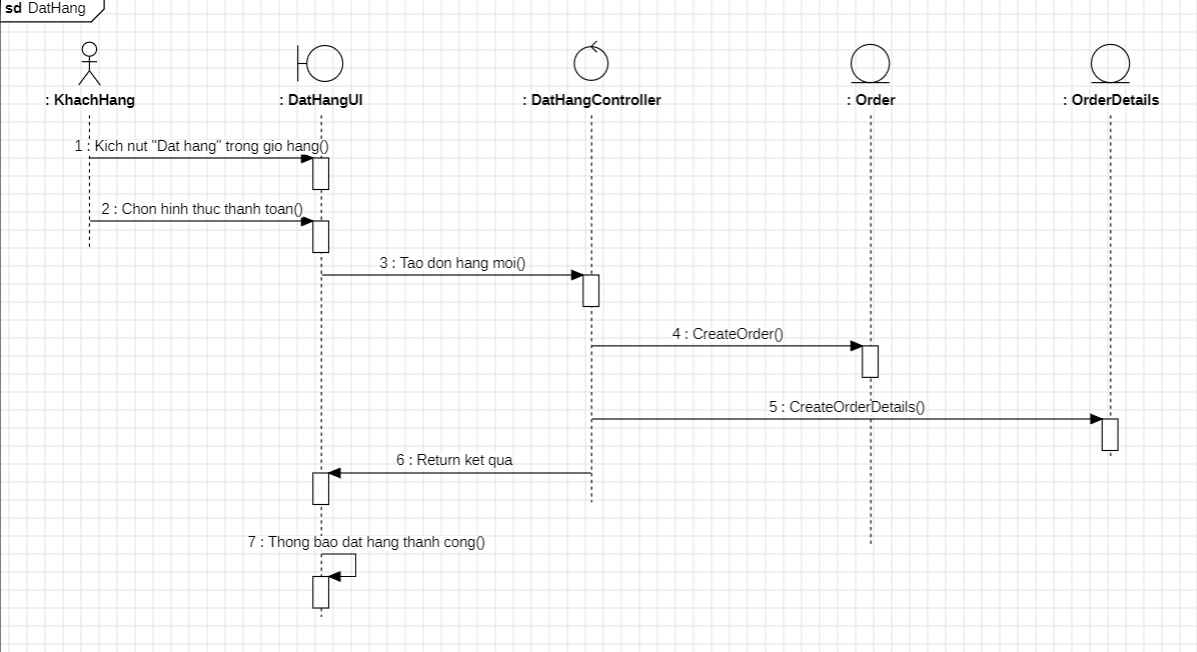 sd DatHang
: KhachHang
: DatHangUI
: DatHangController
: Order
: OrderDetails
1 : Kich nut "Dat hang" trong gio hang()
2 : Chon hinh thuc thanh toan()
3 : Tao don hang moi()
4 : CreateOrder()
5 : CreateOrderDetails()
6 : Return ket qua
7 : Thong bao dat hang thanh cong()